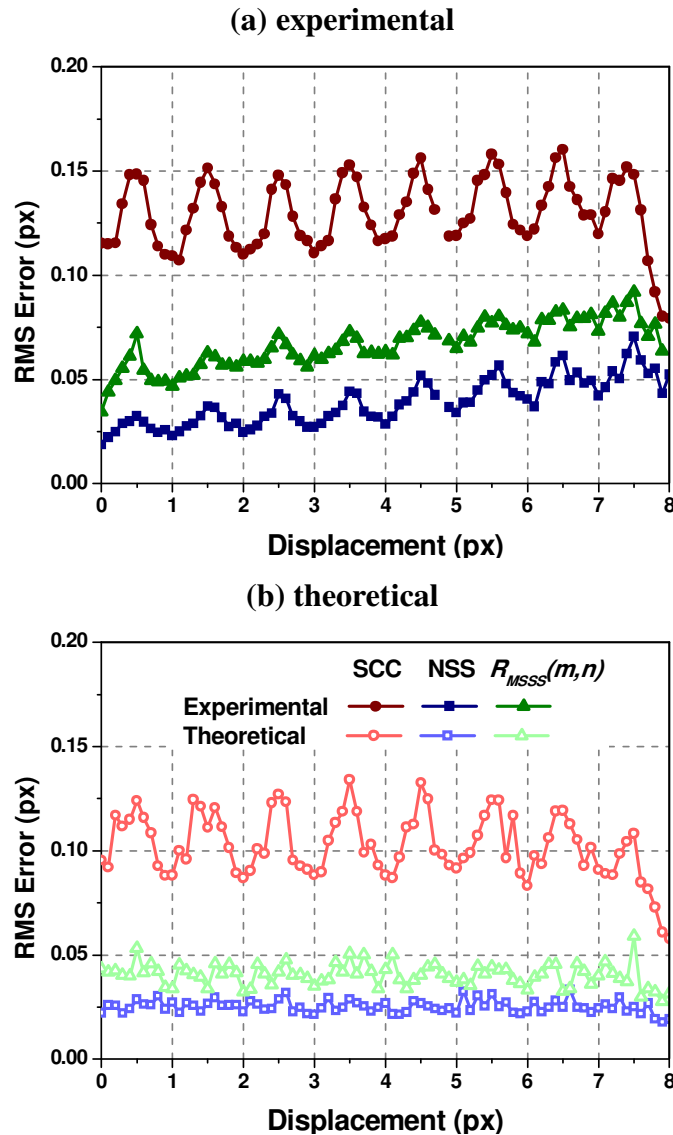 (a) experimental
0.20
0.15
0.10
0.05
0.00
RMS Error (px)
0 1 2 3 4 5 6 7 8
Displacement (px)
(b) theoretical
0.20
0.15
0.10
0.05
0.00
RMS Error (px)
SCC NSS R_MSSS(m,n)
Experimental
Theoretical
0 1 2 3 4 5 6 7 8
Displacement (px)